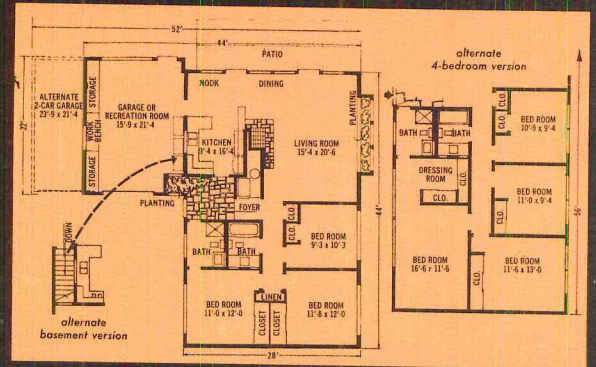 52'
44'
PATIO
alternate
4-bedroom version
NOOK
DINING
ALTERNATE
2-CAR GARAGE
23'-9 x 21'-4
STORAGE
WORK
BENCH
STORAGE
GARAGE OR
RECREATION ROOM
15'-9 x 21'-4
22'
KITCHEN
9'-4 x 16'-4
LIVING ROOM
15'-4 x 20'-6
PLANTING
PLANTING
FOYER
44'
DOWN
alternate
basement version
BATH
BATH
CLO.
CLO.
BED ROOM
9'-3 x 10'3
BED ROOM
11'-0 x 12'-0
LINEN
CLOSET
CLOSET
BED ROOM
11'-8 x 12'-0
28'
BATH
BATH
CLO.
CLO.
BED ROOM
10'-9 x 9'-4
DRESSING
ROOM
CLO.
CLO.
BED ROOM
11'-0 x 9'-4
CLO.
56'
BED ROOM
16'-6 x 11'-6
CLO.
BED ROOM
11'-6 x 13'-0